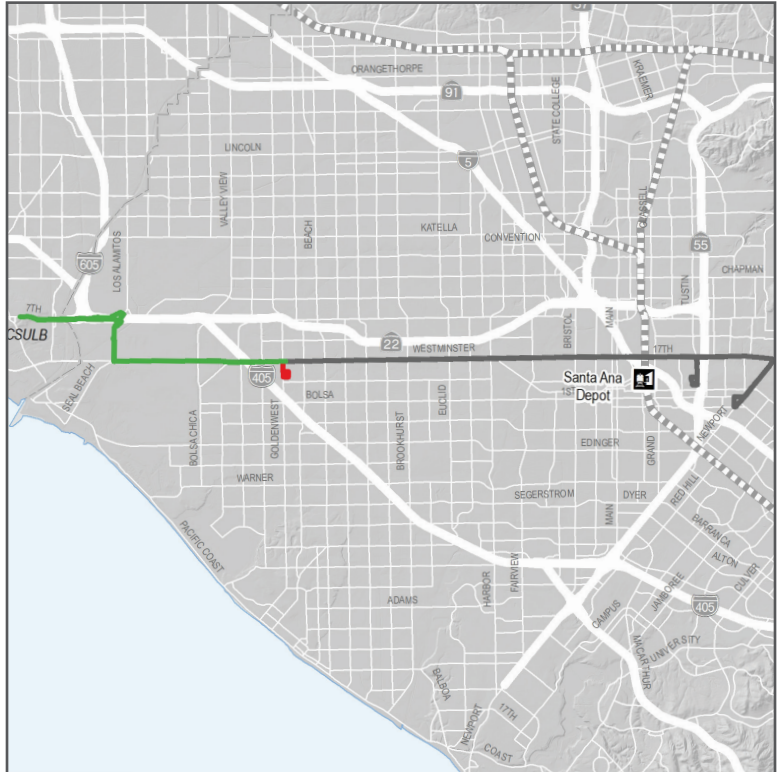 57
ORANGETHORPE
KRAEMER
91
STATE COLLEGE
LINCOLN
5
VALLEY VIEW
GLASSELL
BEACH
KATELLA
CONVENTION
55
605
LOS ALAMITOS
CHAPMAN
TUSTIN
7TH
CSULB
BRISTOL
MAIN
22
WESTMINSTER
17TH
SEAL BEACH
405
Santa Ana
Depot
1ST
BOLSA
EUCLID
BOLSA CHICA
GOLDENWEST
BROOKHURST
NEWPORT
EDINGER
GRAND
WARNER
SEGERSTROM
DYER
RED HILL
MAIN
PACIFIC COAST
BARRANCA
ALTON
CULVER
FAIRVIEW
HARBOR
ADAMS
JAMBOREE
405
CAMPUS
UNIVERSITY
MACARTHUR
BALBOA
NEWPORT
17TH
COAST